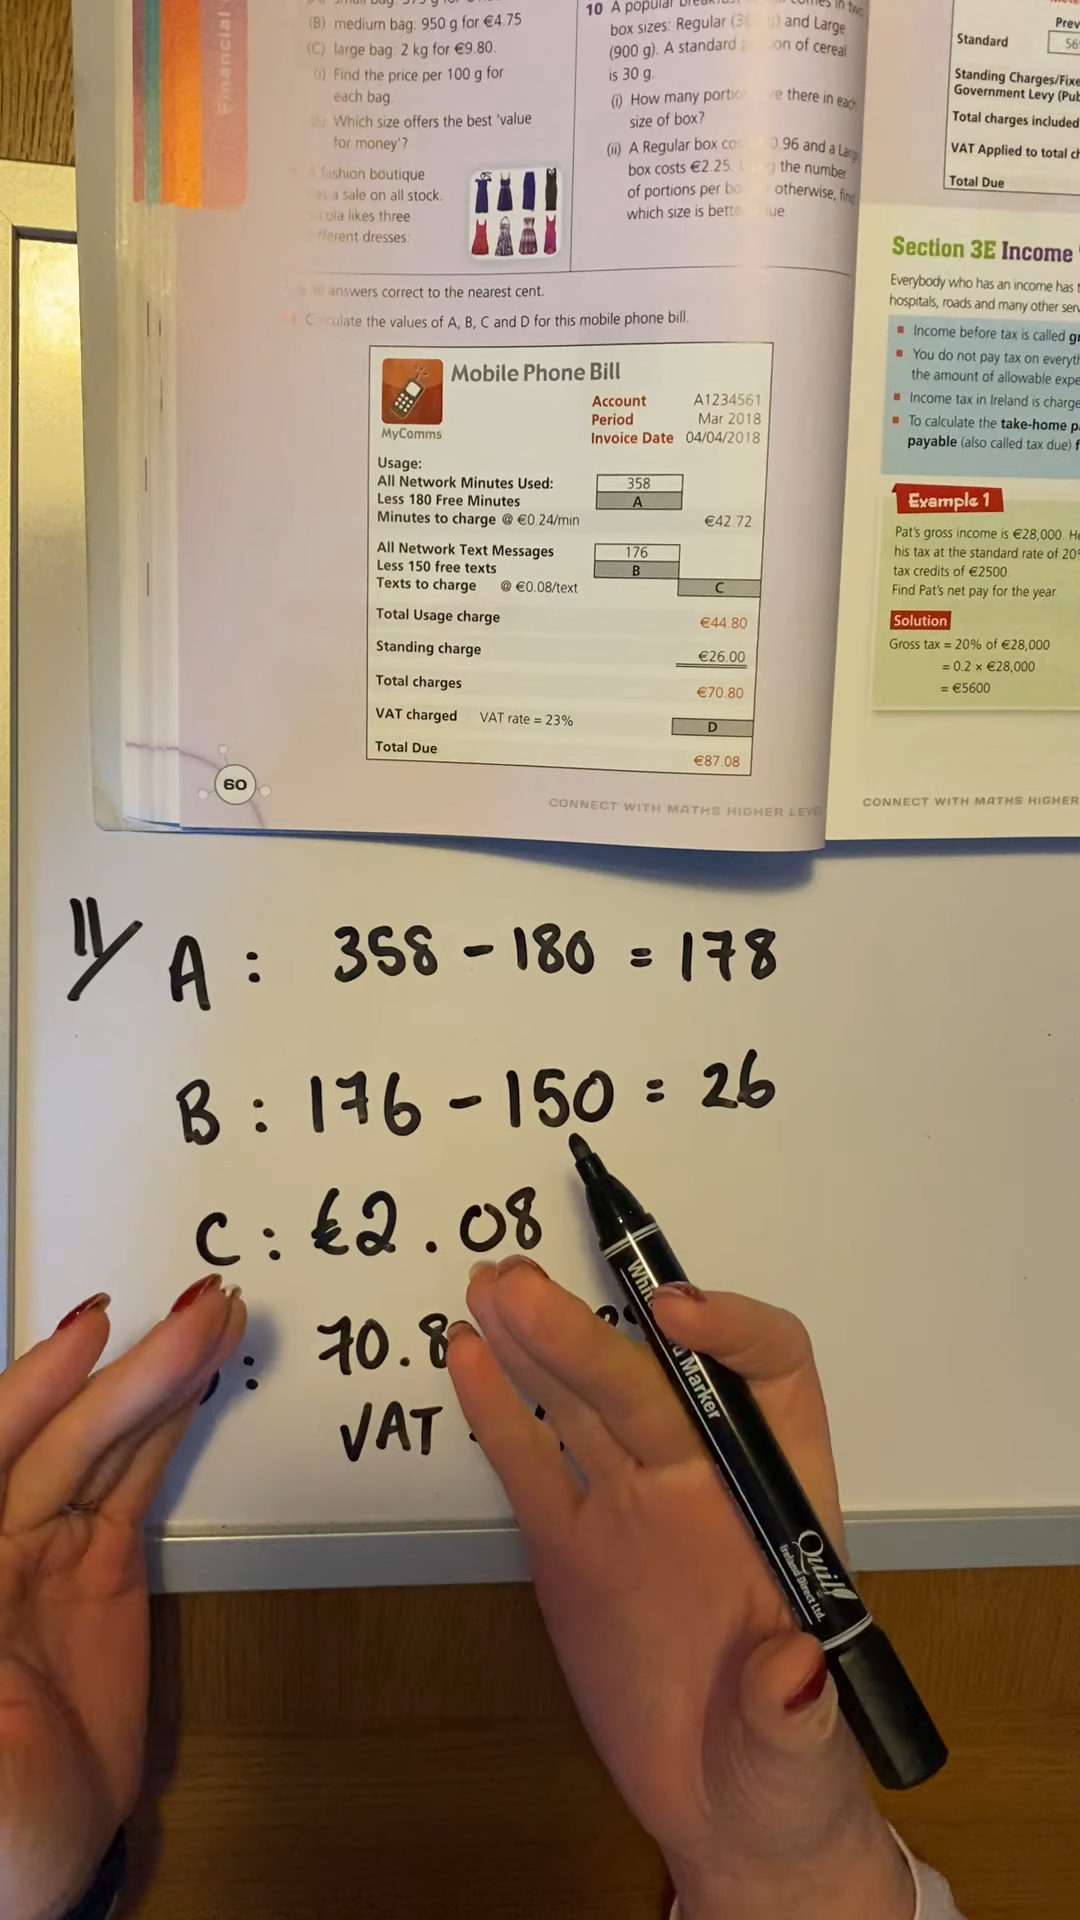 Financial
(B) medium bag: 950 g for €4.75
(C) large bag: 2 kg for €9.80.
(i) Find the price per 100 g for
each bag.
Which size offers the best 'value
for money'?
fashion boutique
a sale on all stock.
likes three
dresses:
10 A popular
box sizes: Regular and Large
(900 g). A standard of cereal
is 30 g.
(i) How many there in each
size of box?
(ii) A Regular box 0.96 and a Large
box costs €2.25. the number
of portions per otherwise, find
which size is
answers correct to the nearest cent.
Calculate the values of A, B, C and D for this mobile phone bill.
Mobile Phone Bill
MyComms
Account A1234561
Period Mar 2018
Invoice Date 04/04/2018
Usage:
All Network Minutes Used: 358
Less 180 Free Minutes A
Minutes to charge @ €0.24/min €42.72
All Network Text Messages 176
Less 150 free texts B
Texts to charge @ €0.08/text C
Total Usage charge €44.80
Standing charge €26.00
Total charges €70.80
VAT charged VAT rate = 23% D
Total Due €87.08
60
CONNECT WITH MATHS HIGHER
Standard
Standing Charges/
Government Levy
Total charges included
VAT Applied to total
Total Due
Section 3E Income
Everybody who has an income has
hospitals, roads and many other
Income before tax is called
You do not pay tax on
the amount of allowable
Income tax in Ireland is
To calculate the take-home
payable (also called tax due)
Example 1
Pat's gross income is €28,000.
his tax at the standard rate of
tax credits of €2500.
Find Pat's net pay for the year.
Solution
Gross tax = 20% of €28,000
= 0.2 × €28,000
= €5600
CONNECT WITH MATHS HIGHER
11/ A : 358 - 180 = 178
B : 176 - 150 = 26
C : €2.08
: 70.8
VAT
Marker
Quill
Ireland Direct Ltd.